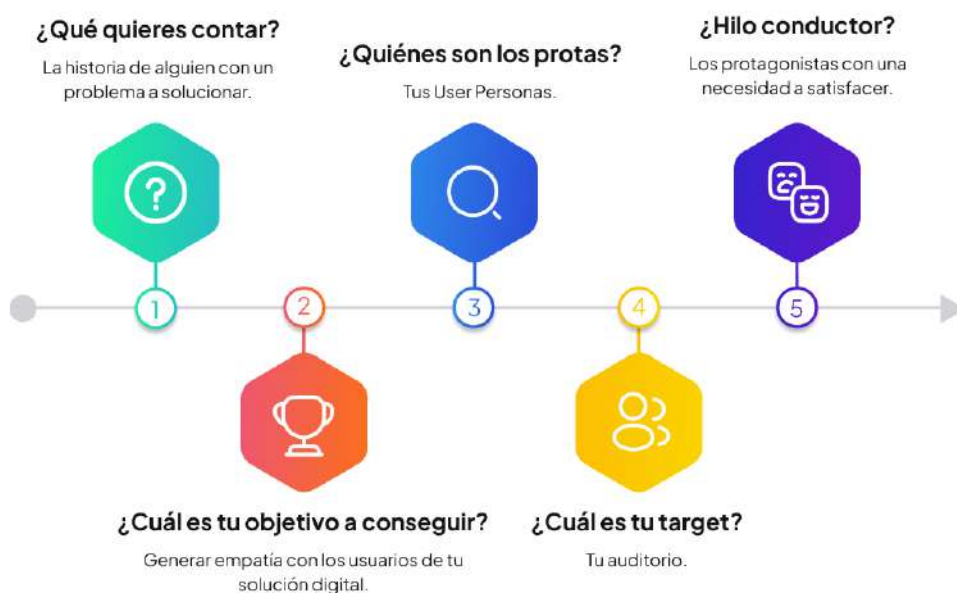 ¿Qué quieres contar?
La historia de alguien con un
problema a solucionar.
1
2
¿Cuál es tu objetivo a conseguir?
Generar empatía con los usuarios de tu
solución digital.
¿Quiénes son los protas?
Tus User Personas.
3
4
¿Cuál es tu target?
Tu auditorio.
¿Hilo conductor?
Los protagonistas con una
necesidad a satisfacer.
5